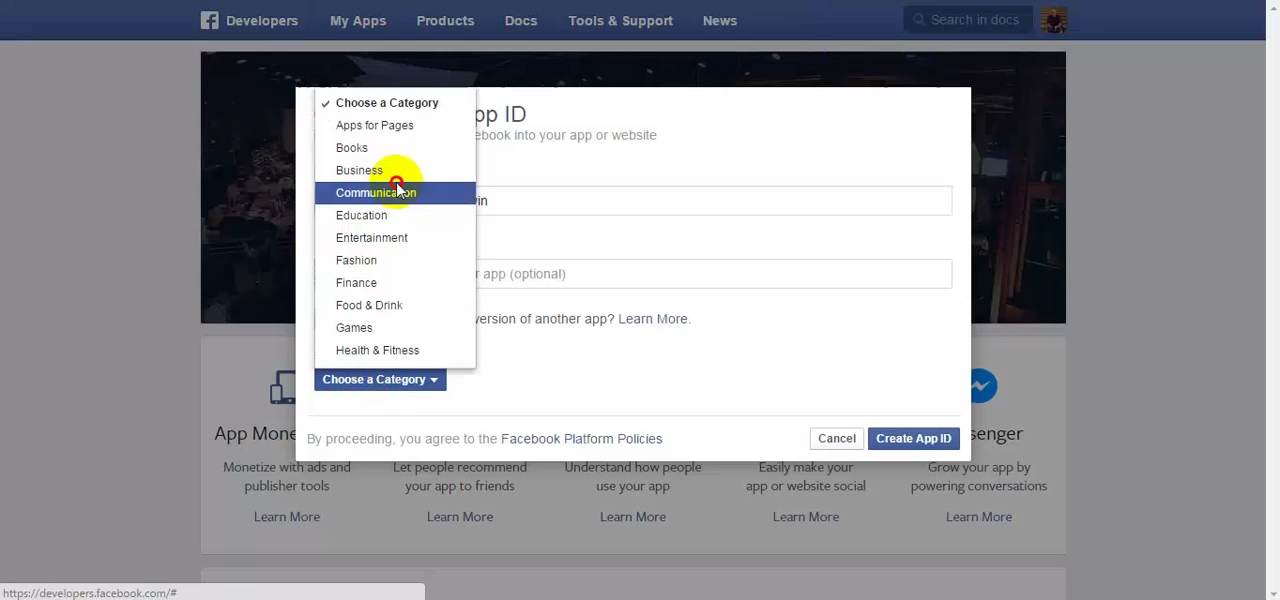 Developers My Apps Products Docs Tools & Support News Search in docs
Choose a Category
pp ID
Apps for Pages
ebook into your app or website
Books
Business
Communication
in
Education
Entertainment
Fashion
r app (optional)
Finance
Food & Drink
version of another app? Learn More.
Games
Health & Fitness
Choose a Category
By proceeding, you agree to the Facebook Platform Policies Cancel Create App ID
App Mone senger
Monetize with ads and publisher tools
Let people recommend your app to friends
Understand how people use your app
Easily make your app or website social
Grow your app by powering conversations
Learn More Learn More Learn More Learn More Learn More
https://developers.facebook.com/#